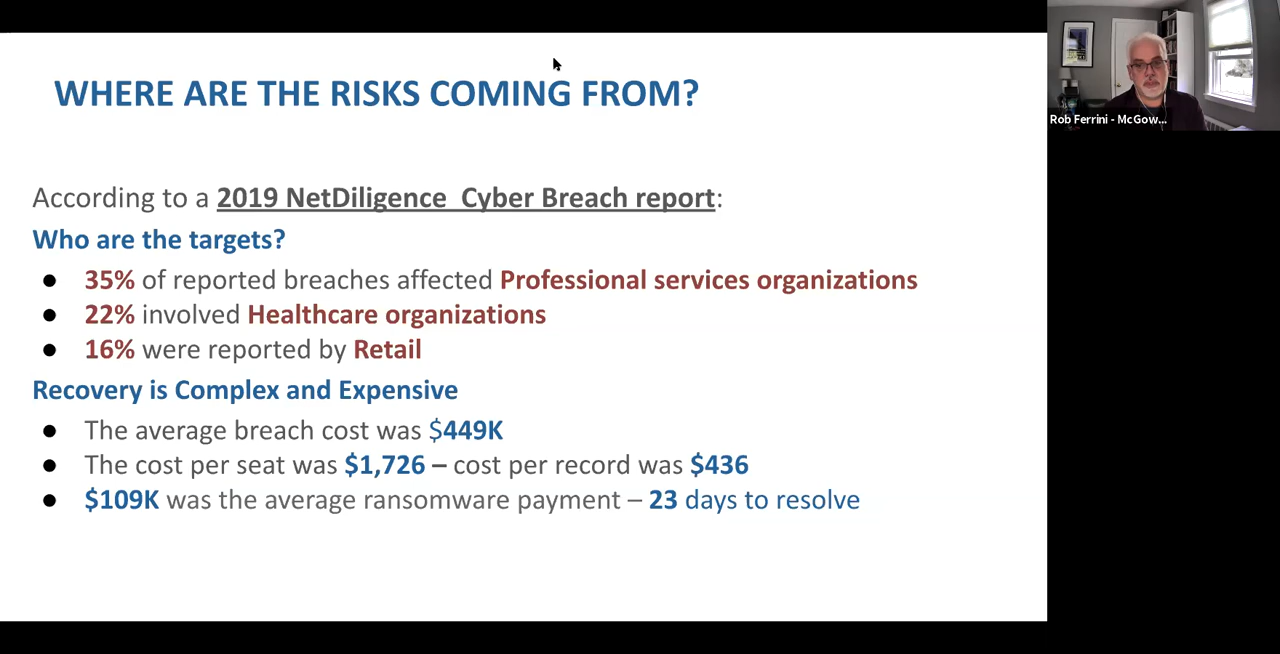 WHERE ARE THE RISKS COMING FROM?
Rob Ferrini - McGow...
According to a 2019 NetDiligence Cyber Breach report:
Who are the targets?
● 35% of reported breaches affected Professional services organizations
● 22% involved Healthcare organizations
● 16% were reported by Retail
Recovery is Complex and Expensive
● The average breach cost was $449K
● The cost per seat was $1,726 – cost per record was $436
● $109K was the average ransomware payment – 23 days to resolve